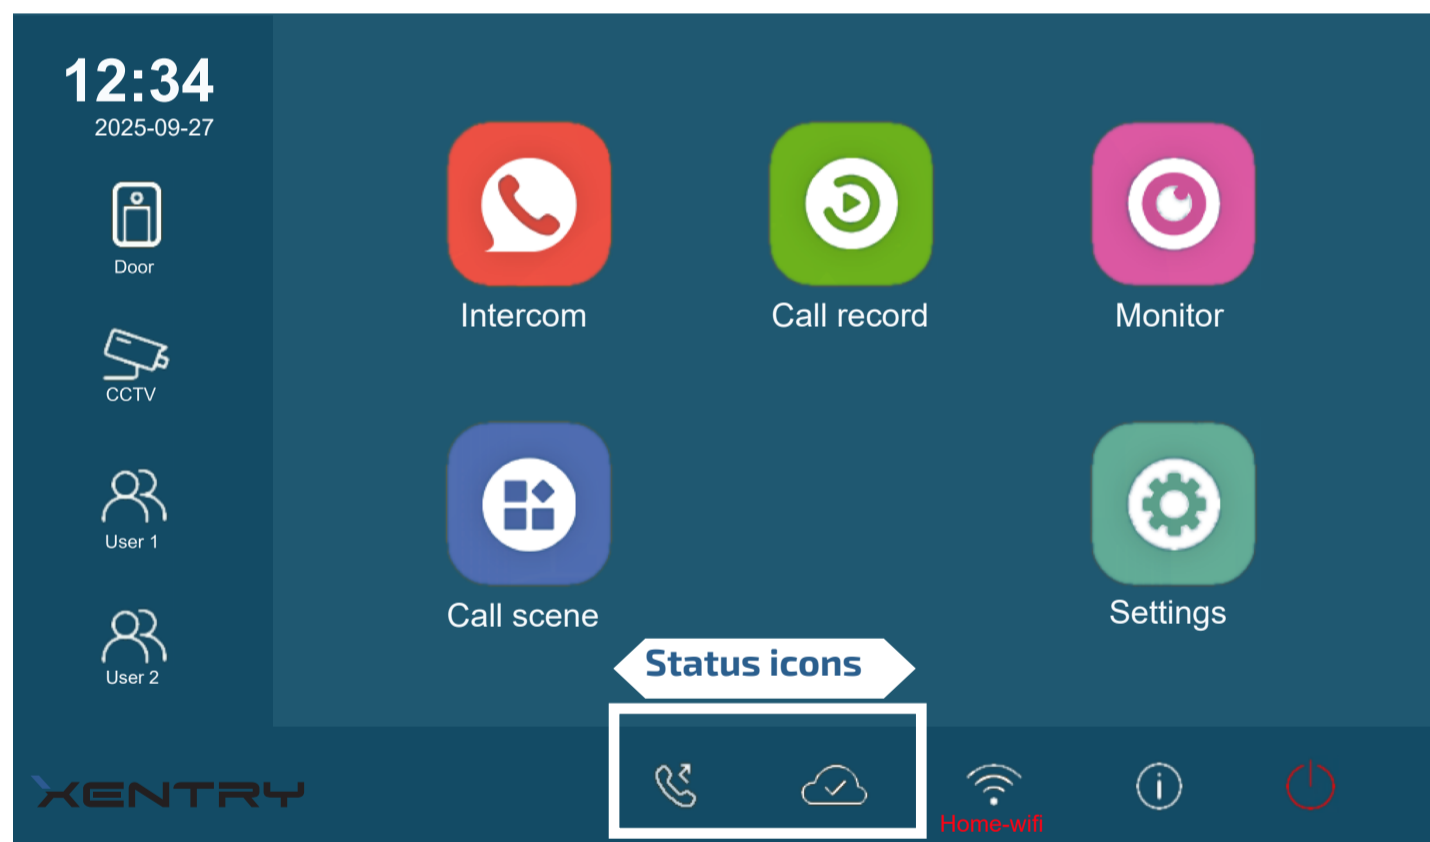 12:34
2025-09-27
Door
CCTV
User 1
User 2
Intercom
Call record
Monitor
Call scene
Settings
Status icons
XENTRY
Home-wifi